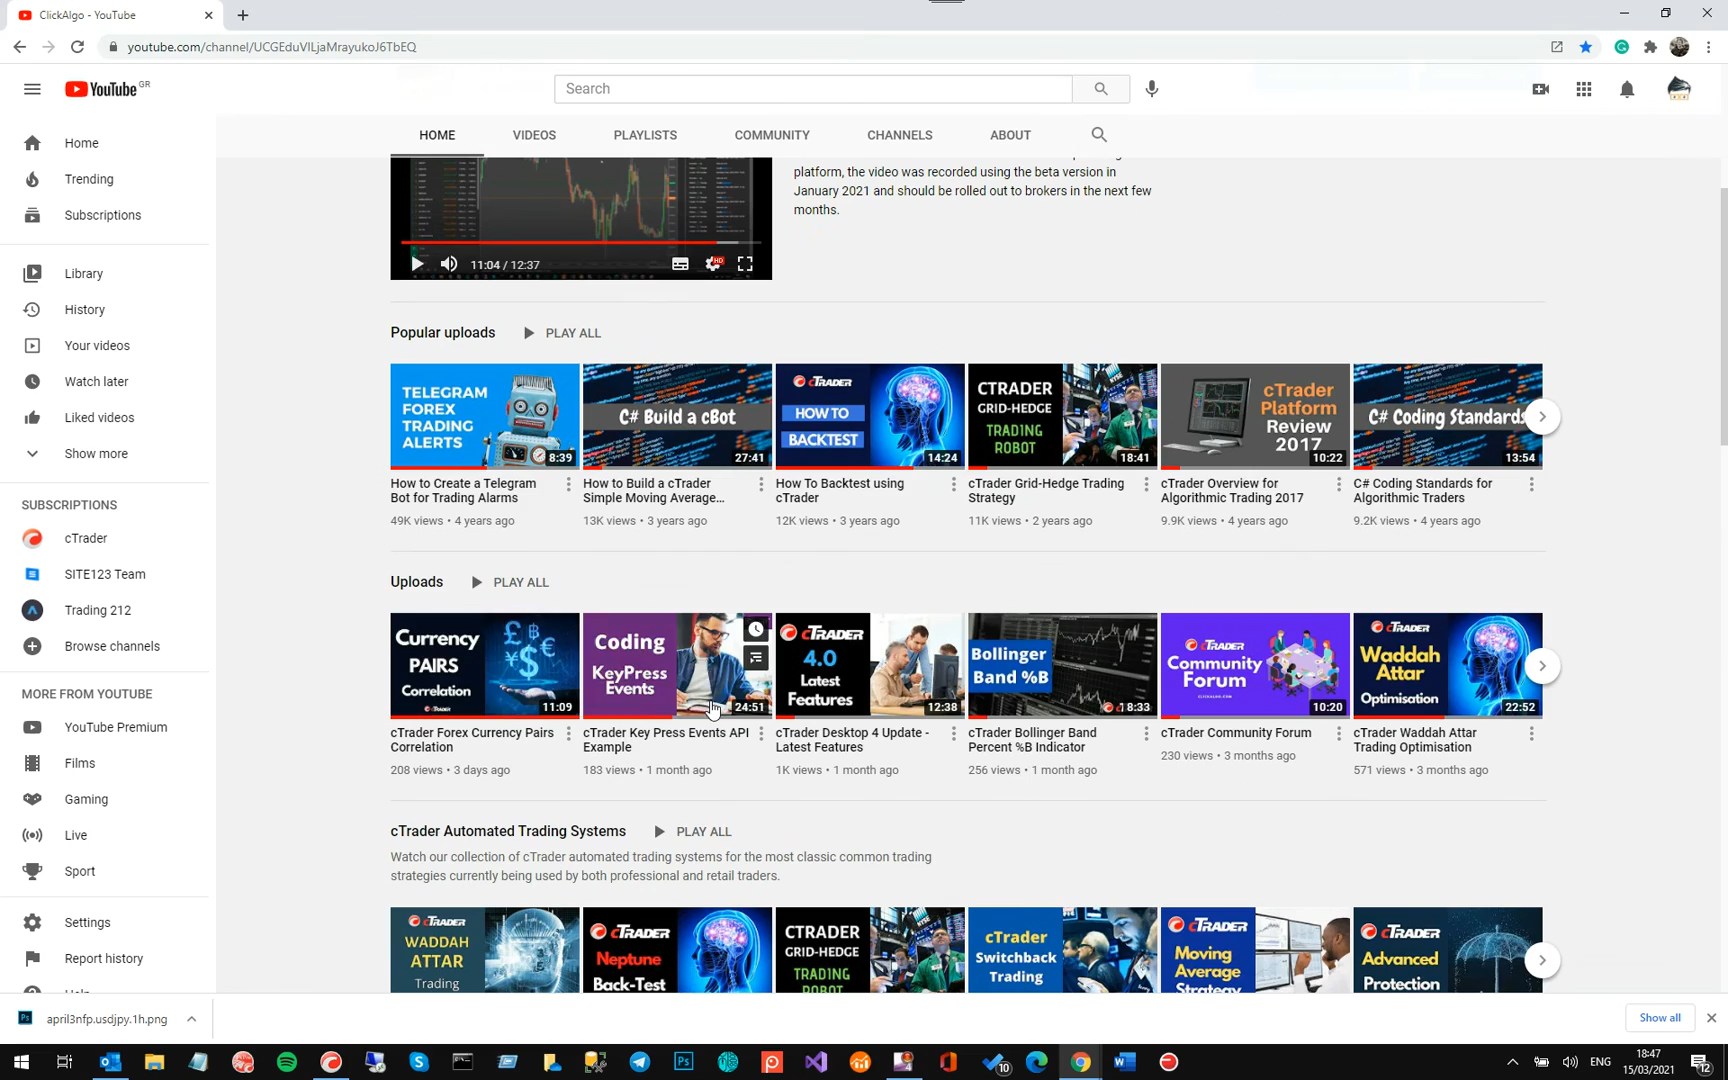 ClickAlgo - YouTube
youtube.com/channel/UCGEduVlLjaMrayukoJ6TbEQ
YouTube GR
Search
Home
Trending
Subscriptions
Library
History
Your videos
Watch later
Liked videos
Show more
SUBSCRIPTIONS
cTrader
SITE123 Team
Trading 212
Browse channels
MORE FROM YOUTUBE
YouTube Premium
Films
Gaming
Live
Sport
Settings
Report history
HOME VIDEOS PLAYLISTS COMMUNITY CHANNELS ABOUT
platform, the video was recorded using the beta version in
January 2021 and should be rolled out to brokers in the next few
months.
11:04 / 12:37
HD
Popular uploads PLAY ALL
TELEGRAM
FOREX
TRADING
ALERTS
8:39
How to Create a Telegram
Bot for Trading Alarms
49K views • 4 years ago
C# Build a cBot
27:41
How to Build a cTrader
Simple Moving Average...
13K views • 3 years ago
cTRADER
HOW TO
BACKTEST
14:24
How To Backtest using
cTrader
12K views • 3 years ago
CTRADER
GRID-HEDGE
TRADING
ROBOT
18:41
cTrader Grid-Hedge Trading
Strategy
11K views • 2 years ago
cTrader
Platform
Review
2017
10:22
cTrader Overview for
Algorithmic Trading 2017
9.9K views • 4 years ago
C# Coding Standards
13:54
C# Coding Standards for
Algorithmic Traders
9.2K views • 4 years ago
Uploads PLAY ALL
Currency
PAIRS
Correlation
cTRADER
11:09
cTrader Forex Currency Pairs
Correlation
208 views • 3 days ago
Coding
KeyPress
Events
24:51
cTrader Key Press Events API
Example
183 views • 1 month ago
cTRADER
4.0
Latest
Features
12:38
cTrader Desktop 4 Update -
Latest Features
1K views • 1 month ago
Bollinger
Band %B
18:33
cTrader Bollinger Band
Percent %B Indicator
256 views • 1 month ago
cTRADER
Community
Forum
CLICKALGO.COM
10:20
cTrader Community Forum
230 views • 3 months ago
cTRADER
Waddah
Attar
Optimisation
22:52
cTrader Waddah Attar
Trading Optimisation
571 views • 3 months ago
cTrader Automated Trading Systems PLAY ALL
Watch our collection of cTrader automated trading systems for the most classic common trading
strategies currently being used by both professional and retail traders.
cTRADER
WADDAH
ATTAR
Trading
cTRADER
Neptune
Back-Test
CTRADER
GRID-HEDGE
TRADING
ROBOT
cTrader
Switchback
Trading
cTRADER
Moving
Average
Strategy
cTRADER
Advanced
Protection
april3nfp.usdjpy.1h.png
Show all
10
ENG
18:47
15/03/2021
12